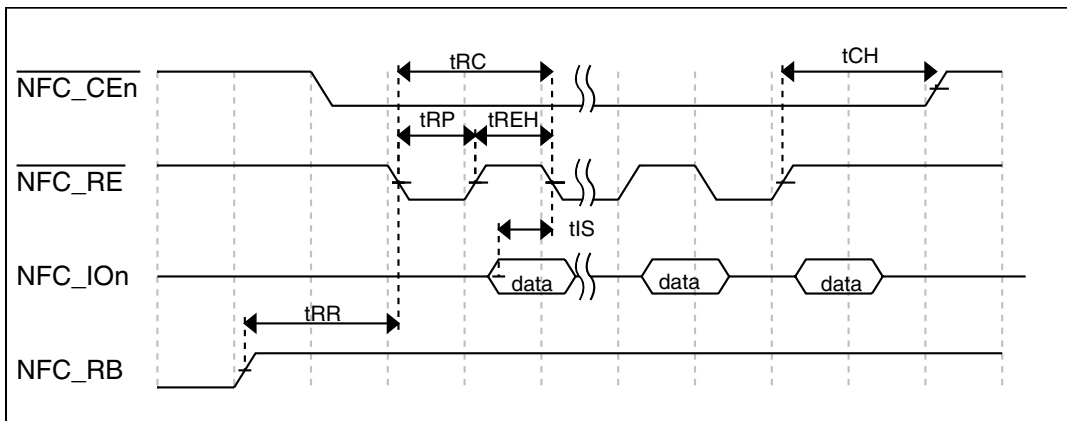 tRC
tCH
NFC_CEn
tRP
tREH
NFC_RE
tIS
NFC_IOn
data
data
data
tRR
NFC_RB